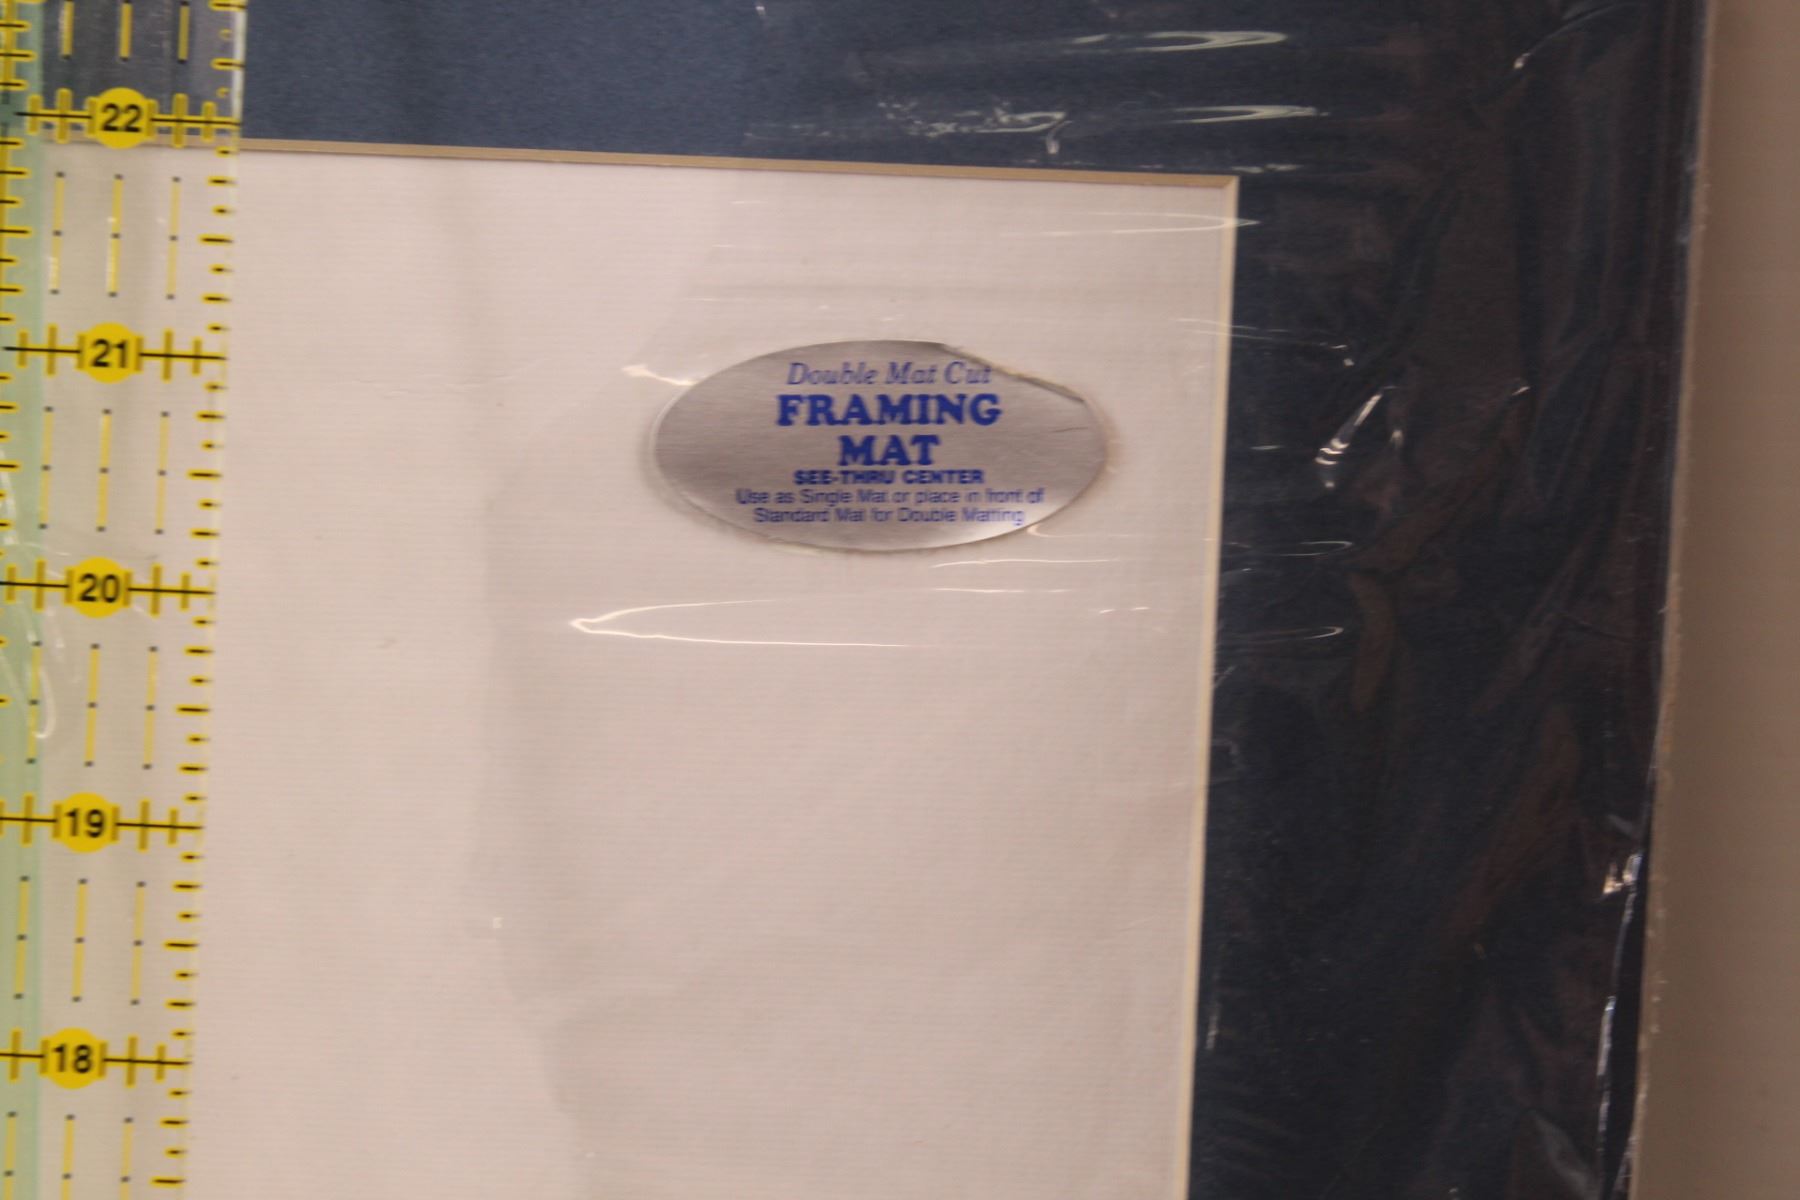 22
21
20
19
18
Double Mat Cut
FRAMING
MAT
SEE-THRU CENTER
Use as Single Mat or place in front of
Standard Mat for Double Matting